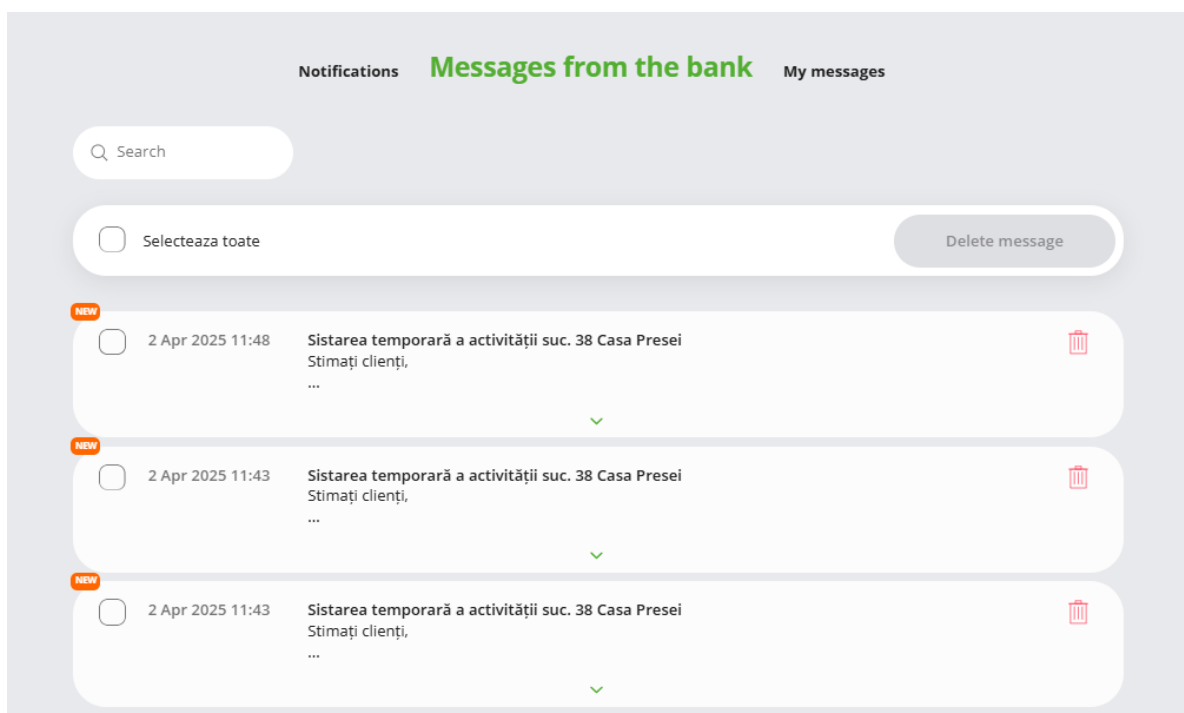 Notifications Messages from the bank My messages
Search
Selecteaza toate Delete message
NEW
2 Apr 2025 11:48 Sistarea temporară a activității suc. 38 Casa Presei
Stimați clienți,
...
NEW
2 Apr 2025 11:43 Sistarea temporară a activității suc. 38 Casa Presei
Stimați clienți,
...
NEW
2 Apr 2025 11:43 Sistarea temporară a activității suc. 38 Casa Presei
Stimați clienți,
...